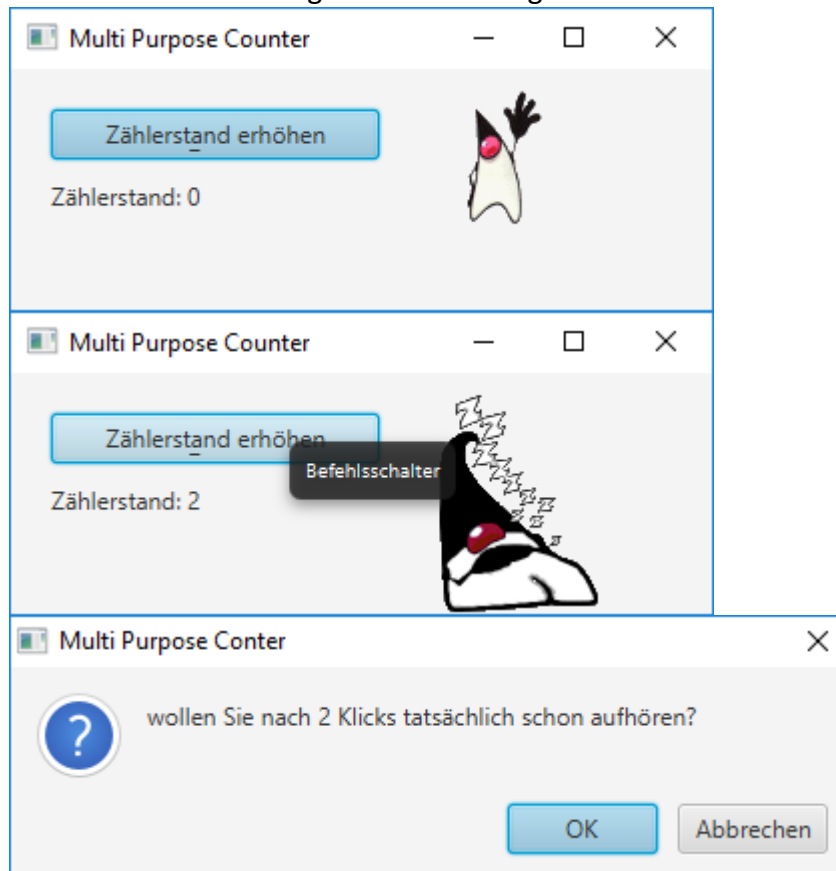 Multi Purpose Counter
Zählerstand erhöhen
Zählerstand: 0
Multi Purpose Counter
Zählerstand erhöhen
Befehlsschalter
Zählerstand: 2
Multi Purpose Conter
?
wollen Sie nach 2 Klicks tatsächlich schon aufhören?
OK Abbrechen